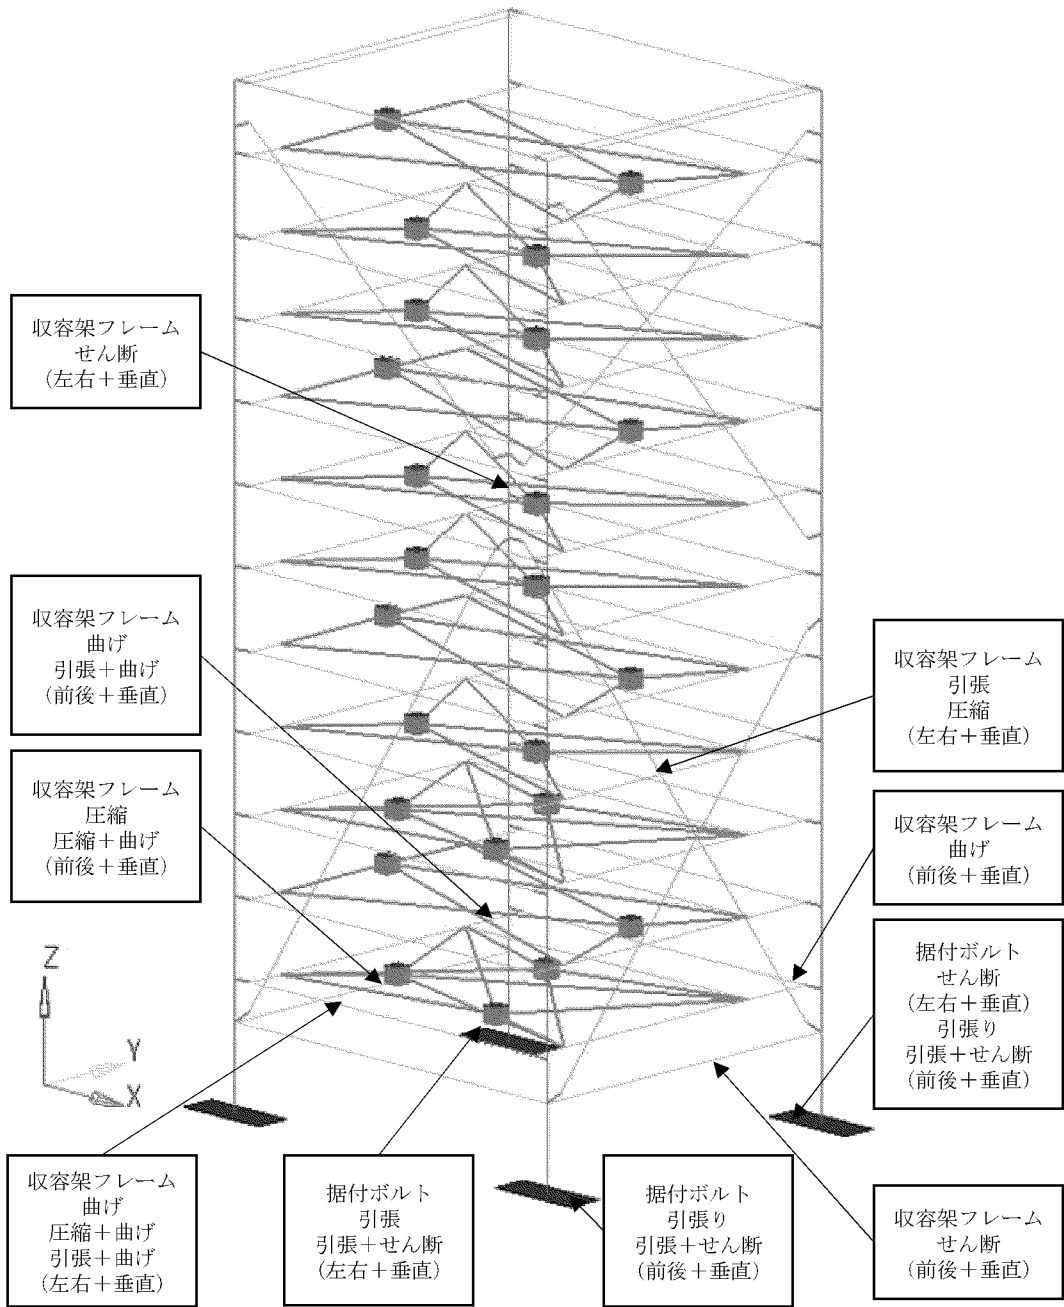 収容架フレーム
せん断
(左右＋垂直)
収容架フレーム
曲げ
引張＋曲げ
(前後＋垂直)
収容架フレーム
引張
圧縮
(左右＋垂直)
収容架フレーム
圧縮
圧縮＋曲げ
(前後＋垂直)
収容架フレーム
曲げ
(前後＋垂直)
据付ボルト
せん断
(左右＋垂直)
引張り
引張＋せん断
(前後＋垂直)
Z
Y
X
収容架フレーム
曲げ
圧縮＋曲げ
引張＋曲げ
(左右＋垂直)
据付ボルト
引張
引張＋せん断
(左右＋垂直)
据付ボルト
引張り
引張＋せん断
(前後＋垂直)
収容架フレーム
せん断
(前後＋垂直)